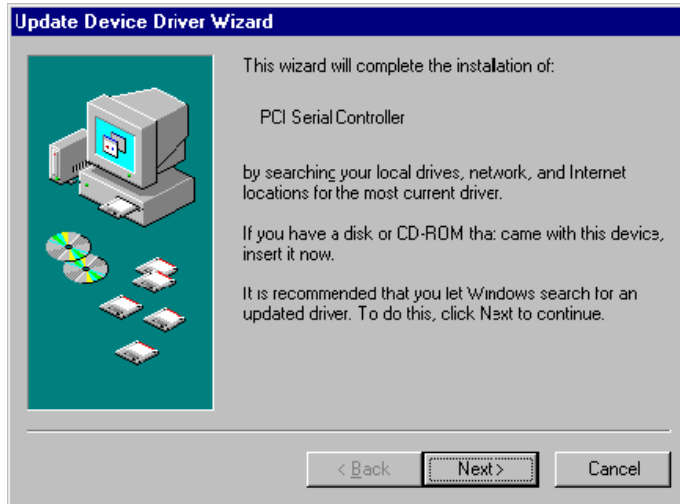 Update Device Driver Wizard
This wizard will complete the installation of:
PCI Serial Controller
by searching your local drives, network, and Internet
locations for the most current driver.
If you have a disk or CD-ROM that came with this device,
insert it now.
It is recommended that you let Windows search for an
updated driver. To do this, click Next to continue.
< Back
Next >
Cancel